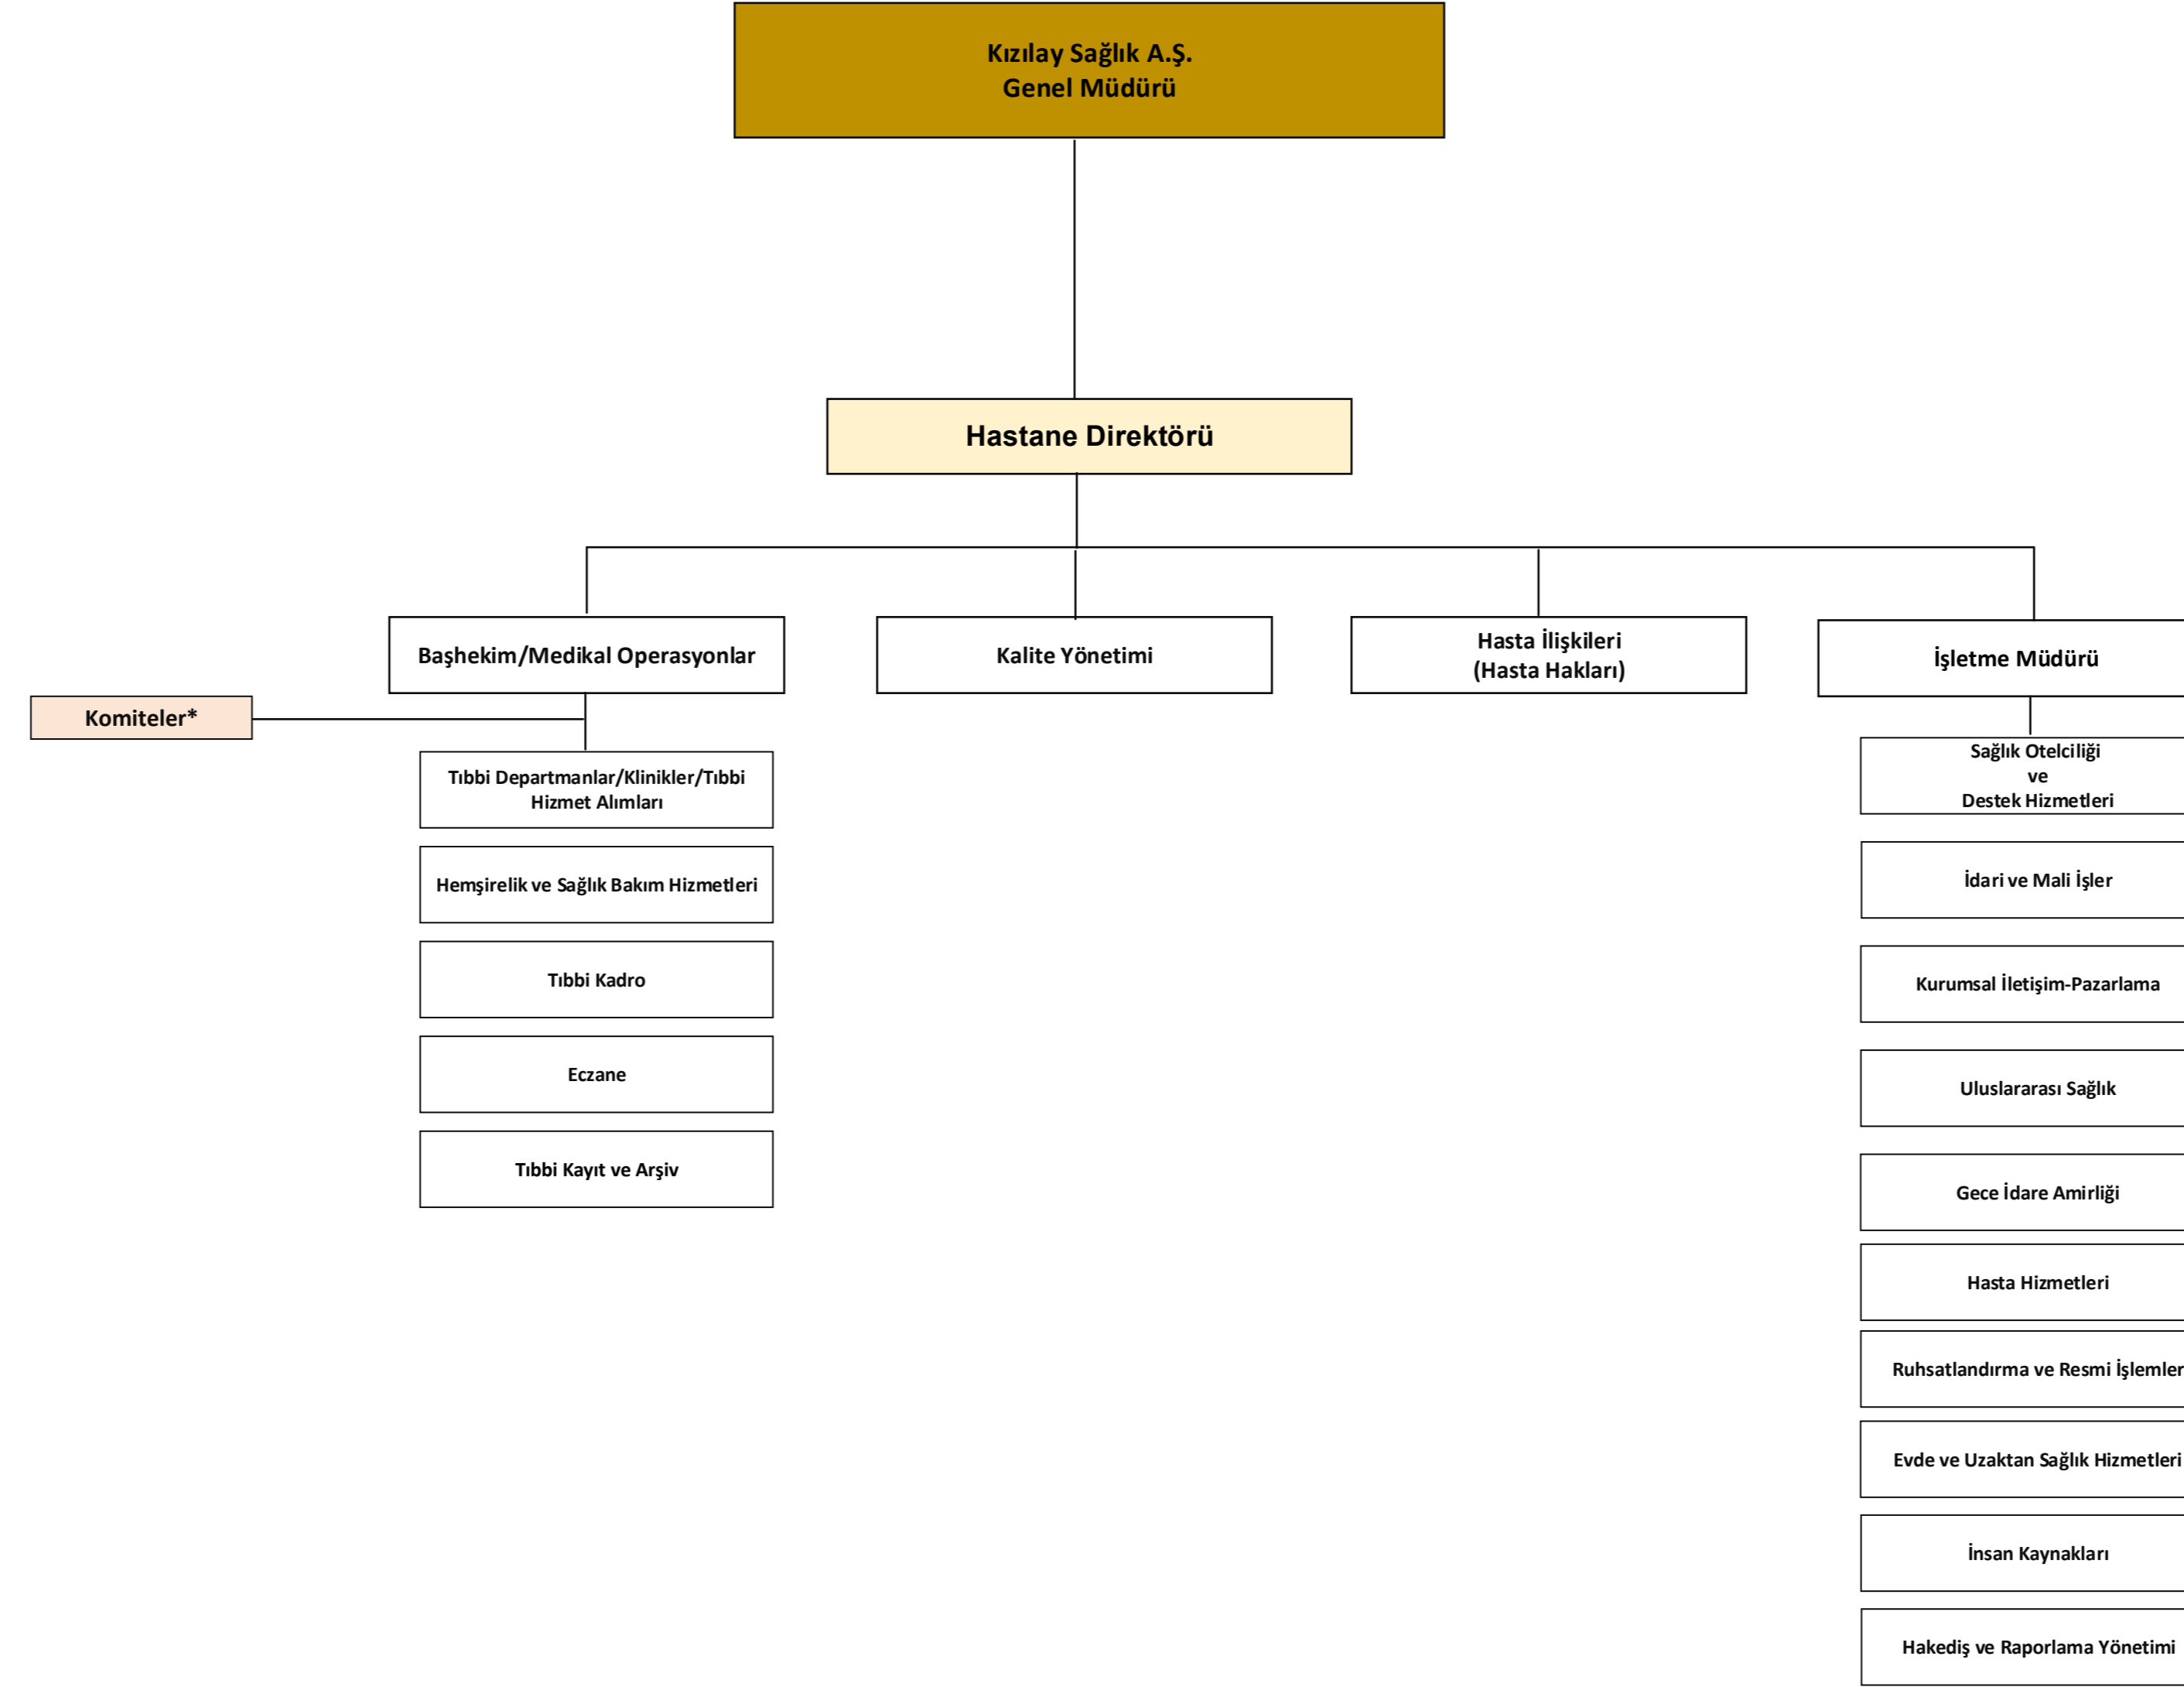 Kızılay Sağlık A.Ş.
Genel Müdürü
Hastane Direktörü
Başhekim/Medikal Operasyonlar
Kalite Yönetimi
Hasta İlişkileri
(Hasta Hakları)
İşletme Müdürü
Komiteler*
Tıbbi Departmanlar/Klinikler/Tıbbi
Hizmet Alımları
Hemşirelik ve Sağlık Bakım Hizmetleri
Tıbbi Kadro
Eczane
Tıbbi Kayıt ve Arşiv
Sağlık Otelciliği
ve
Destek Hizmetleri
İdari ve Mali İşler
Kurumsal İletişim-Pazarlama
Uluslararası Sağlık
Gece İdare Amirliği
Hasta Hizmetleri
Ruhsatlandırma ve Resmi İşlemler
Evde ve Uzaktan Sağlık Hizmetleri
İnsan Kaynakları
Hakediş ve Raporlama Yönetimi